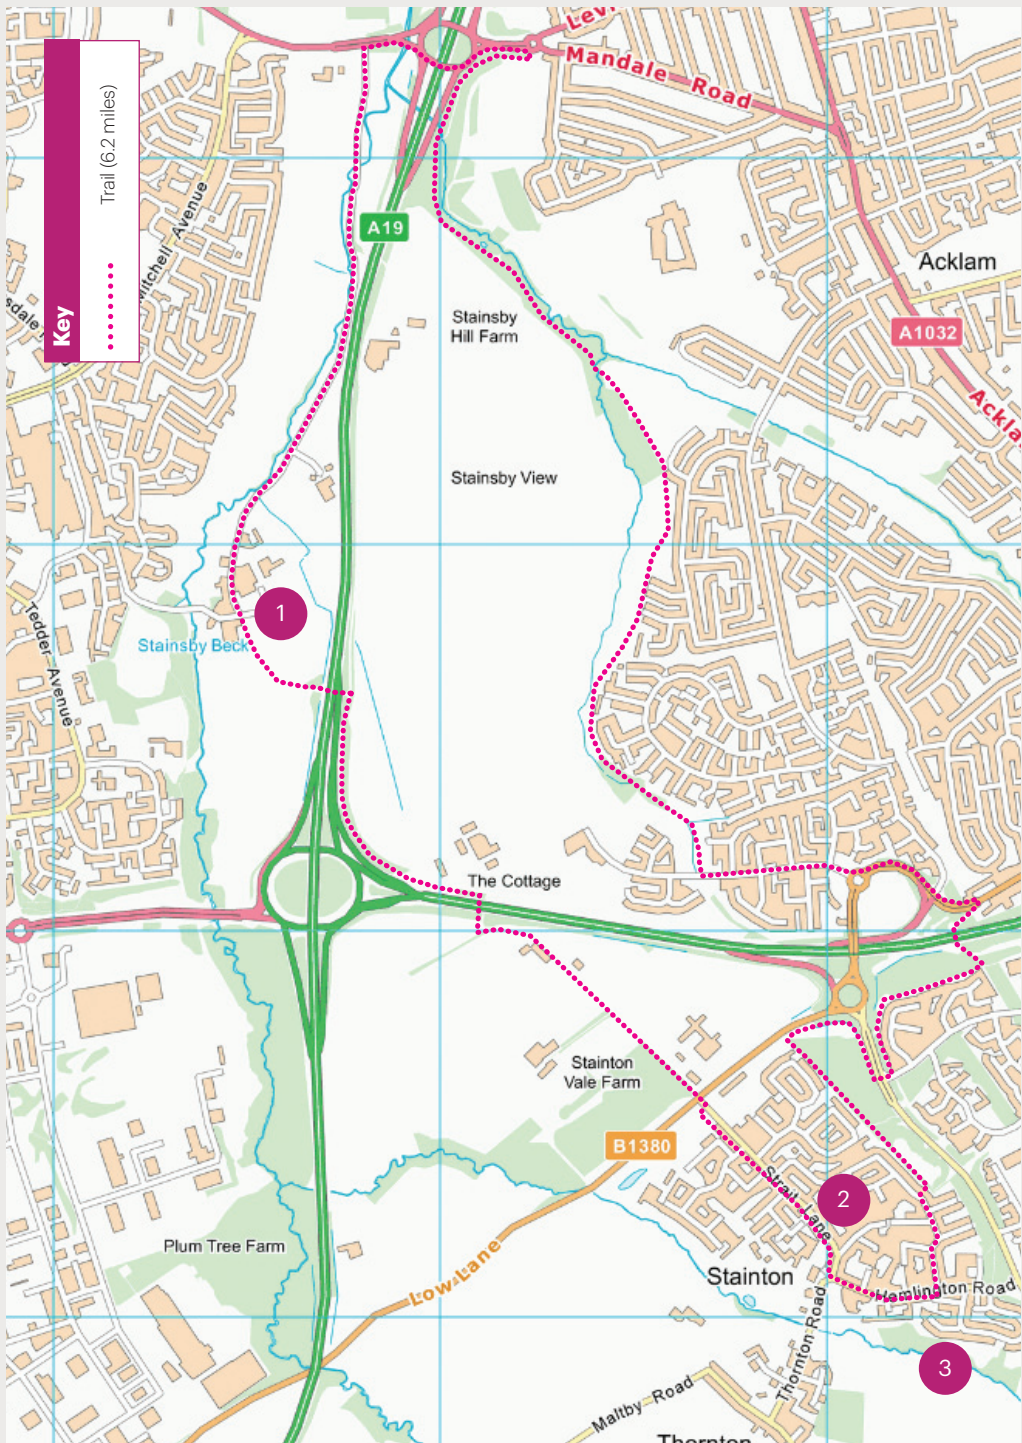 Key
Trail (6.2 miles)
Mandale Road
Mitchell Avenue
A19
Acklam
A1032
Stainsby
Hill Farm
Stainsby View
1
Tedder Avenue
Stainsby Beck
The Cottage
Stainton
Vale Farm
B1380
Strait Lane
2
Plum Tree Farm
Low Lane
Stainton
Hemlington Road
Thornton Road
3
Maltby Road